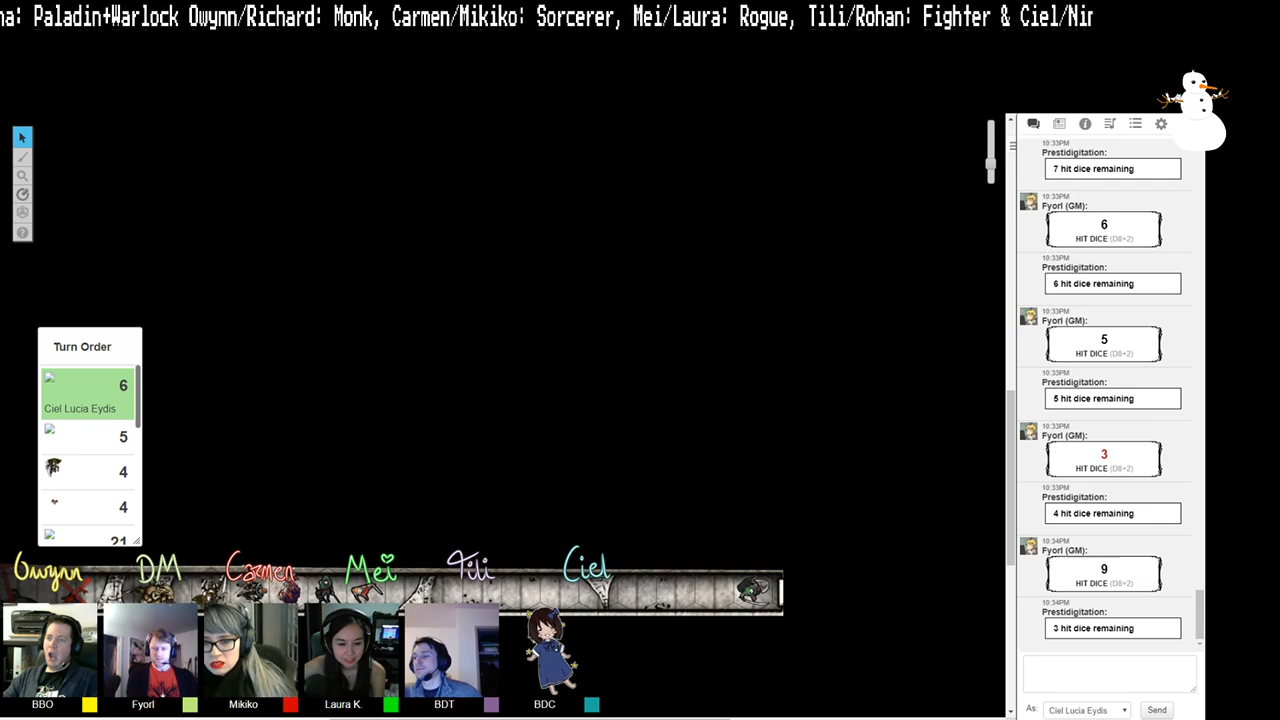 na: Paladin+Warlock Owynn/Richard: Monk, Carmen/Mikiko: Sorcerer, Mei/Laura: Rogue, Tili/Rohan: Fighter & Ciel/Nin
10:33PM
Prestidigitation:
7 hit dice remaining
10:33PM
Fyorl (GM):
6
HIT DICE (D8+2)
10:33PM
Prestidigitation:
6 hit dice remaining
10:33PM
Fyorl (GM):
5
HIT DICE (D8+2)
10:33PM
Prestidigitation:
5 hit dice remaining
10:33PM
Fyorl (GM):
3
HIT DICE (D8+2)
10:33PM
Prestidigitation:
4 hit dice remaining
10:34PM
Fyorl (GM):
9
HIT DICE (D8+2)
10:34PM
Prestidigitation:
3 hit dice remaining
As: Ciel Lucia Eydis Send
Turn Order
6
Ciel Lucia Eydis
5
4
4
21
Owynn DM Carmen Mei Tili Ciel
BBO Fyorl Mikiko Laura K. BDT BDC